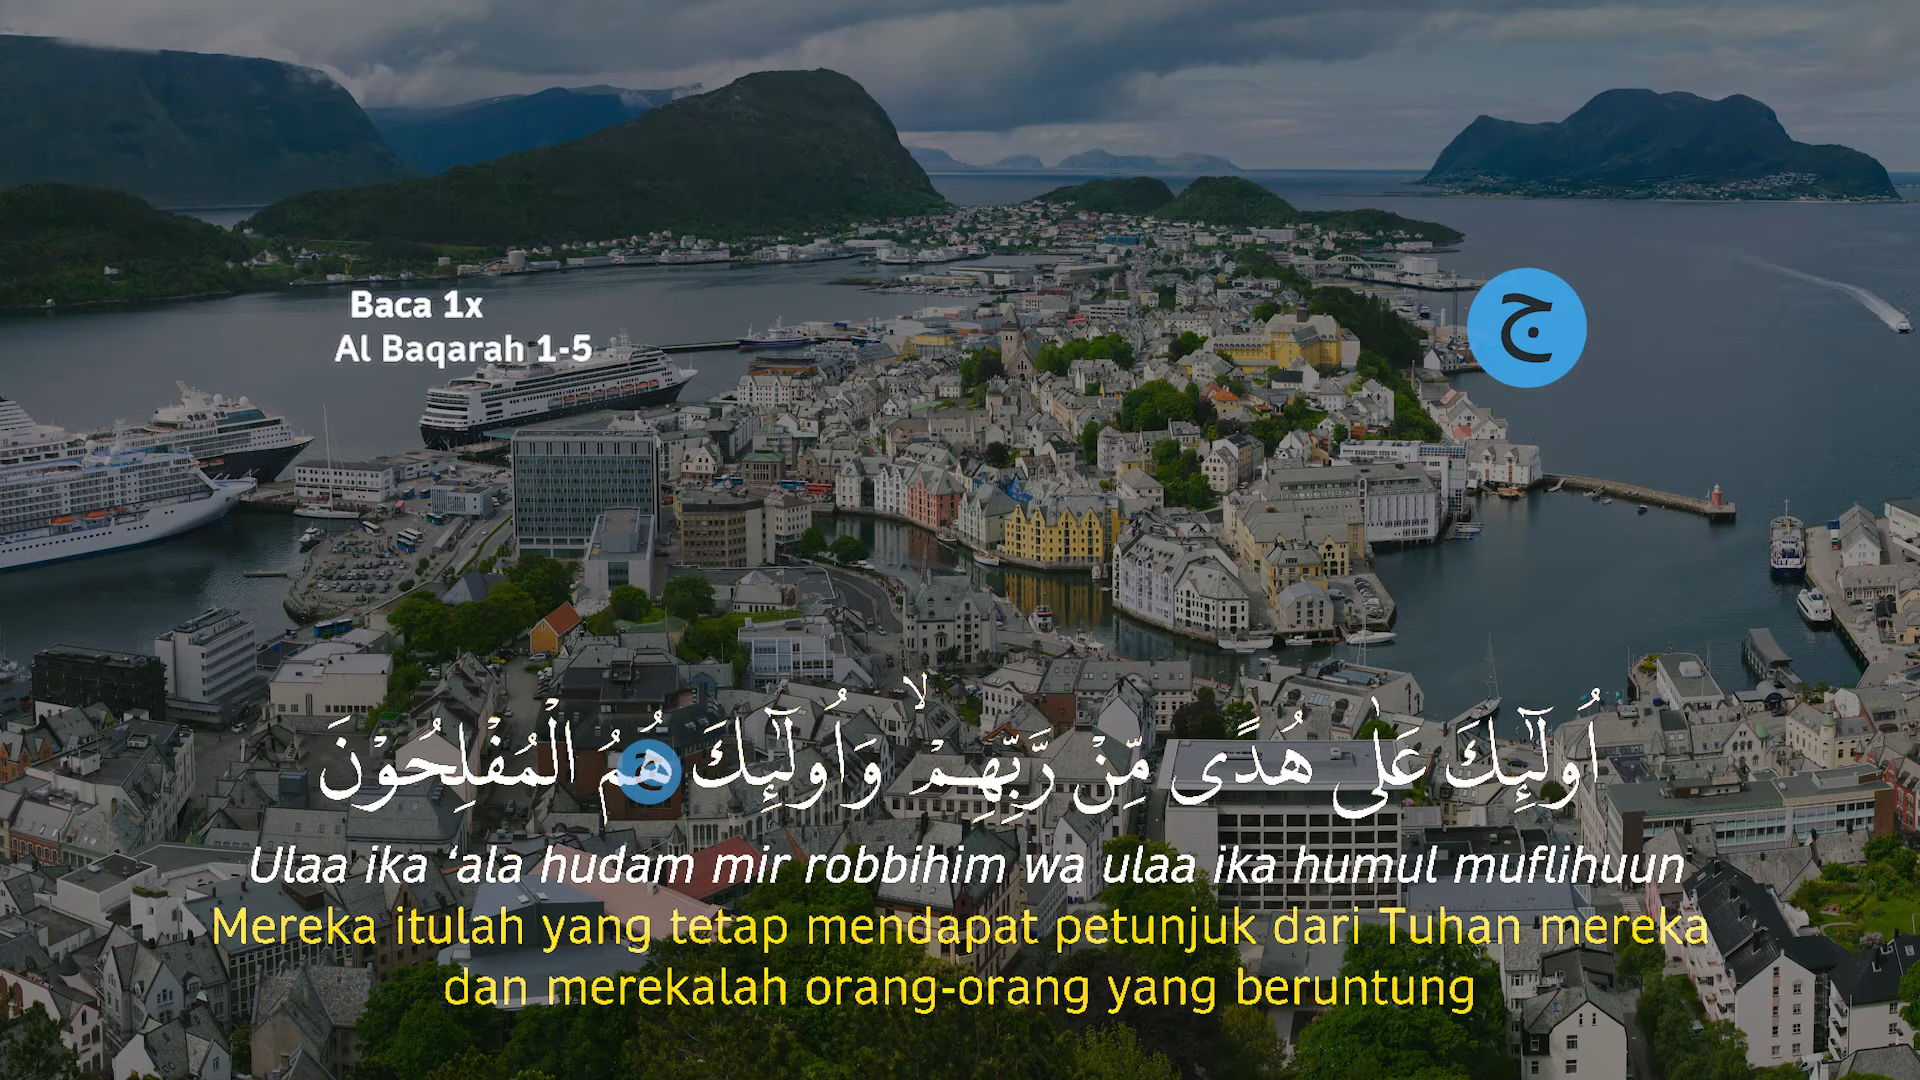 Baca 1x
Al Baqarah 1-5
ج
اُولٰۤىِٕكَ عَلٰى هُدًى مِّنْ رَّبِّهِمْ ۙ وَاُولٰۤىِٕكَ هُمُ الْمُفْلِحُوْنَ
Ulaa ika ‘ala hudam mir robbihim wa ulaa ika humul muflihuun
Mereka itulah yang tetap mendapat petunjuk dari Tuhan mereka
dan merekalah orang-orang yang beruntung